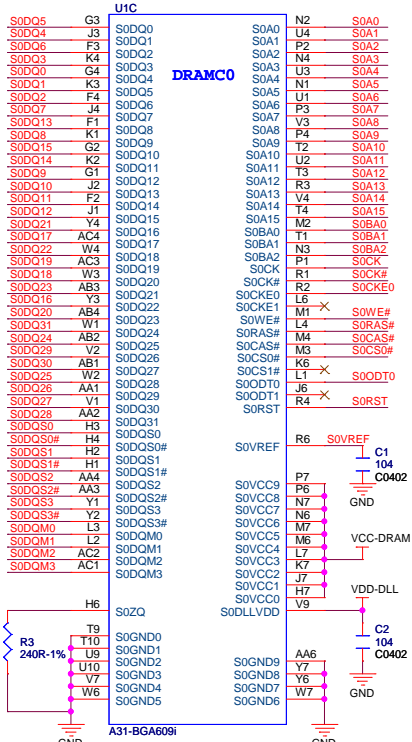 U1C
DRAMC0
S0DQ5 G3 S0DQ0 S0A0 N2 S0A0
S0DQ4 J3 S0DQ1 S0A1 U4 S0A1
S0DQ6 F3 S0DQ2 S0A2 P2 S0A2
S0DQ3 K4 S0DQ3 S0A3 N4 S0A3
S0DQ0 G4 S0DQ4 S0A4 U3 S0A4
S0DQ1 K3 S0DQ5 S0A5 N1 S0A5
S0DQ2 F4 S0DQ6 S0A6 U1 S0A6
S0DQ7 J4 S0DQ7 S0A7 P3 S0A7
S0DQ13 F1 S0DQ8 S0A8 V3 S0A8
S0DQ8 K1 S0DQ9 S0A9 P4 S0A9
S0DQ15 G2 S0DQ10 S0A10 T2 S0A10
S0DQ14 K2 S0DQ11 S0A11 U2 S0A11
S0DQ9 G1 S0DQ12 S0A12 T3 S0A12
S0DQ10 J2 S0DQ13 S0A13 R3 S0A13
S0DQ11 F2 S0DQ14 S0A14 V4 S0A14
S0DQ12 J1 S0DQ15 S0A15 T4 S0A15
S0DQ21 Y4 S0DQ16 S0BA0 M2 S0BA0
S0DQ17 AC4 S0DQ17 S0BA1 T1 S0BA1
S0DQ22 W4 S0DQ18 S0BA2 N3 S0BA2
S0DQ19 AC3 S0DQ19 S0CK P1 S0CK
S0DQ18 W3 S0DQ20 S0CK# R1 S0CK#
S0DQ23 AB3 S0DQ21 S0CKE0 R2 S0CKE0
S0DQ16 Y3 S0DQ22 S0CKE1 L6
S0DQ20 AB4 S0DQ23 S0WE# M1 S0WE#
S0DQ31 W1 S0DQ24 S0RAS# L4 S0RAS#
S0DQ24 AB2 S0DQ25 S0CAS# M4 S0CAS#
S0DQ29 V2 S0DQ26 S0CS0# M3 S0CS0#
S0DQ30 AB1 S0DQ27 S0CS1# K6
S0DQ25 W2 S0DQ28 S0ODT0 L1 S0ODT0
S0DQ26 AA1 S0DQ29 S0ODT1 J6
S0DQ27 V1 S0DQ30 S0RST R4 S0RST
S0DQ28 AA2 S0DQ31
S0DQS0 H3 S0DQS0
S0DQS0# H4 S0DQS0# S0VREF R6 S0VREF
S0DQS1 H2 S0DQS1
S0DQS1# H1 S0DQS1#
S0DQS2 AA4 S0DQS2 S0VCC9 P7
S0DQS2# AA3 S0DQS2# S0VCC8 P6
S0DQS3 Y1 S0DQS3 S0VCC7 N7
S0DQS3# Y2 S0DQS3# S0VCC6 N6
S0DQM0 L3 S0DQM0 S0VCC5 M7
S0DQM1 L2 S0DQM1 S0VCC4 M6
S0DQM2 AC2 S0DQM2 S0VCC3 L7
S0DQM3 AC1 S0DQM3 S0VCC2 K7
S0VCC1 J7
S0VCC0 H7
C1
104
C0402
GND
VCC-DRAM
VDD-DLL
H6 S0ZQ S0DLLVDD V9
R3
240R-1%
C2
104
C0402
GND
T9 S0GND0
T10 S0GND1
U9 S0GND2 S0GND9 AA6
U10 S0GND3 S0GND8 Y7
V7 S0GND4 S0GND7 Y6
W6 S0GND5 S0GND6 W7
A31-BGA609i
GND
GND